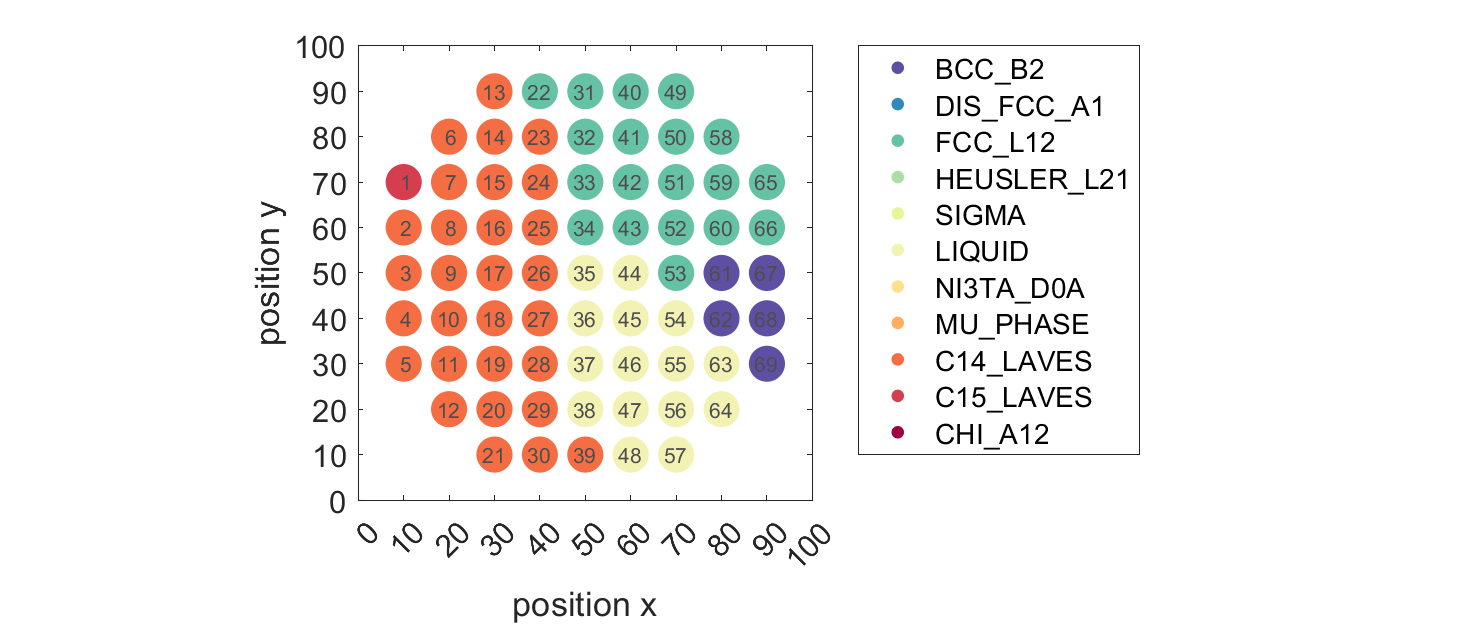 100
90
80
70
60
50
40
30
20
10
0
position y
13 22 31 40 49
6 14 23 32 41 50 58
1 7 15 24 33 42 51 59 65
2 8 16 25 34 43 52 60 66
3 9 17 26 35 44 53 61 67
4 10 18 27 36 45 54 62 68
5 11 19 28 37 46 55 63 69
12 20 29 38 47 56 64
21 30 39 48 57
0 10 20 30 40 50 60 70 80 90 100
position x
BCC_B2
DIS_FCC_A1
FCC_L12
HEUSLER_L21
SIGMA
LIQUID
NI3TA_D0A
MU_PHASE
C14_LAVES
C15_LAVES
CHI_A12